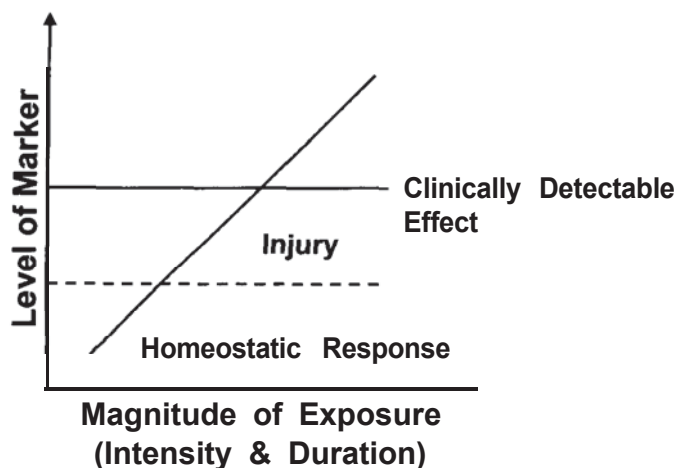 Level of Marker
Clinically Detectable
Effect
Injury
Homeostatic Response
Magnitude of Exposure
(Intensity & Duration)